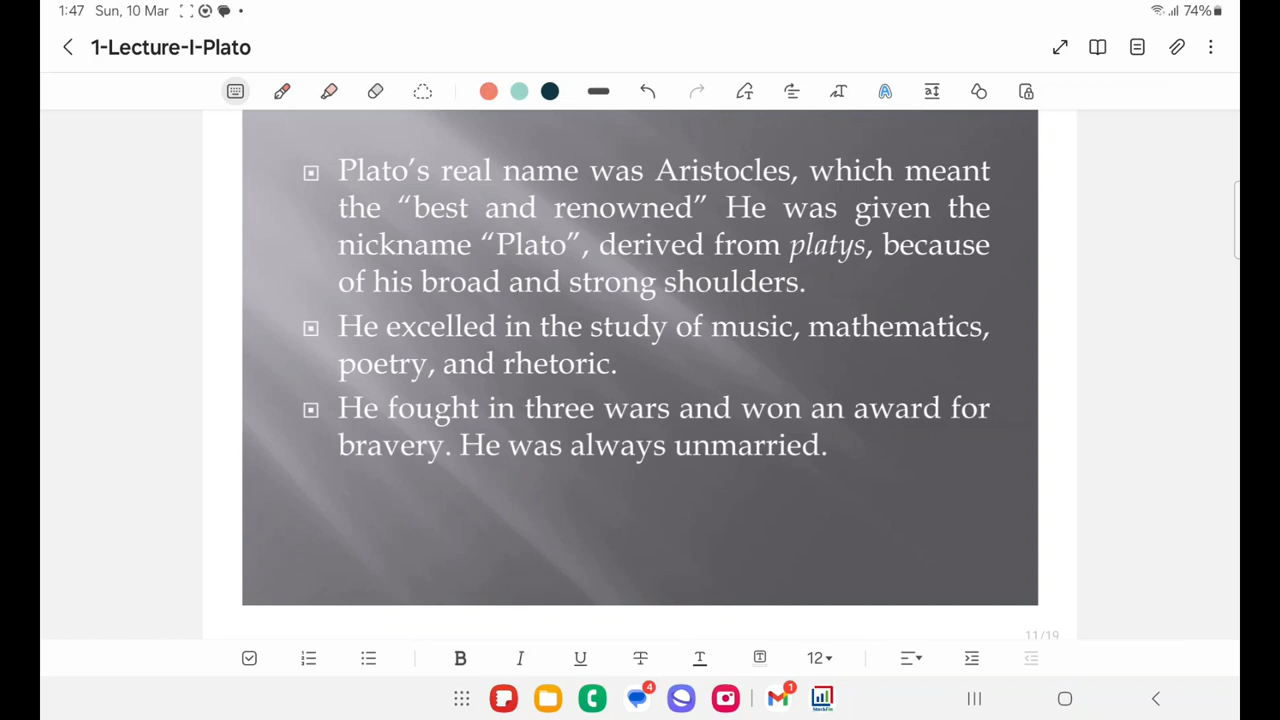 1:47 Sun, 10 Mar
74%
1-Lecture-I-Plato
Plato’s real name was Aristocles, which meant
the “best and renowned” He was given the
nickname “Plato”, derived from platys, because
of his broad and strong shoulders.
He excelled in the study of music, mathematics,
poetry, and rhetoric.
He fought in three wars and won an award for
bravery. He was always unmarried.
11/19
B I U T T T 12
4
1
StockFix